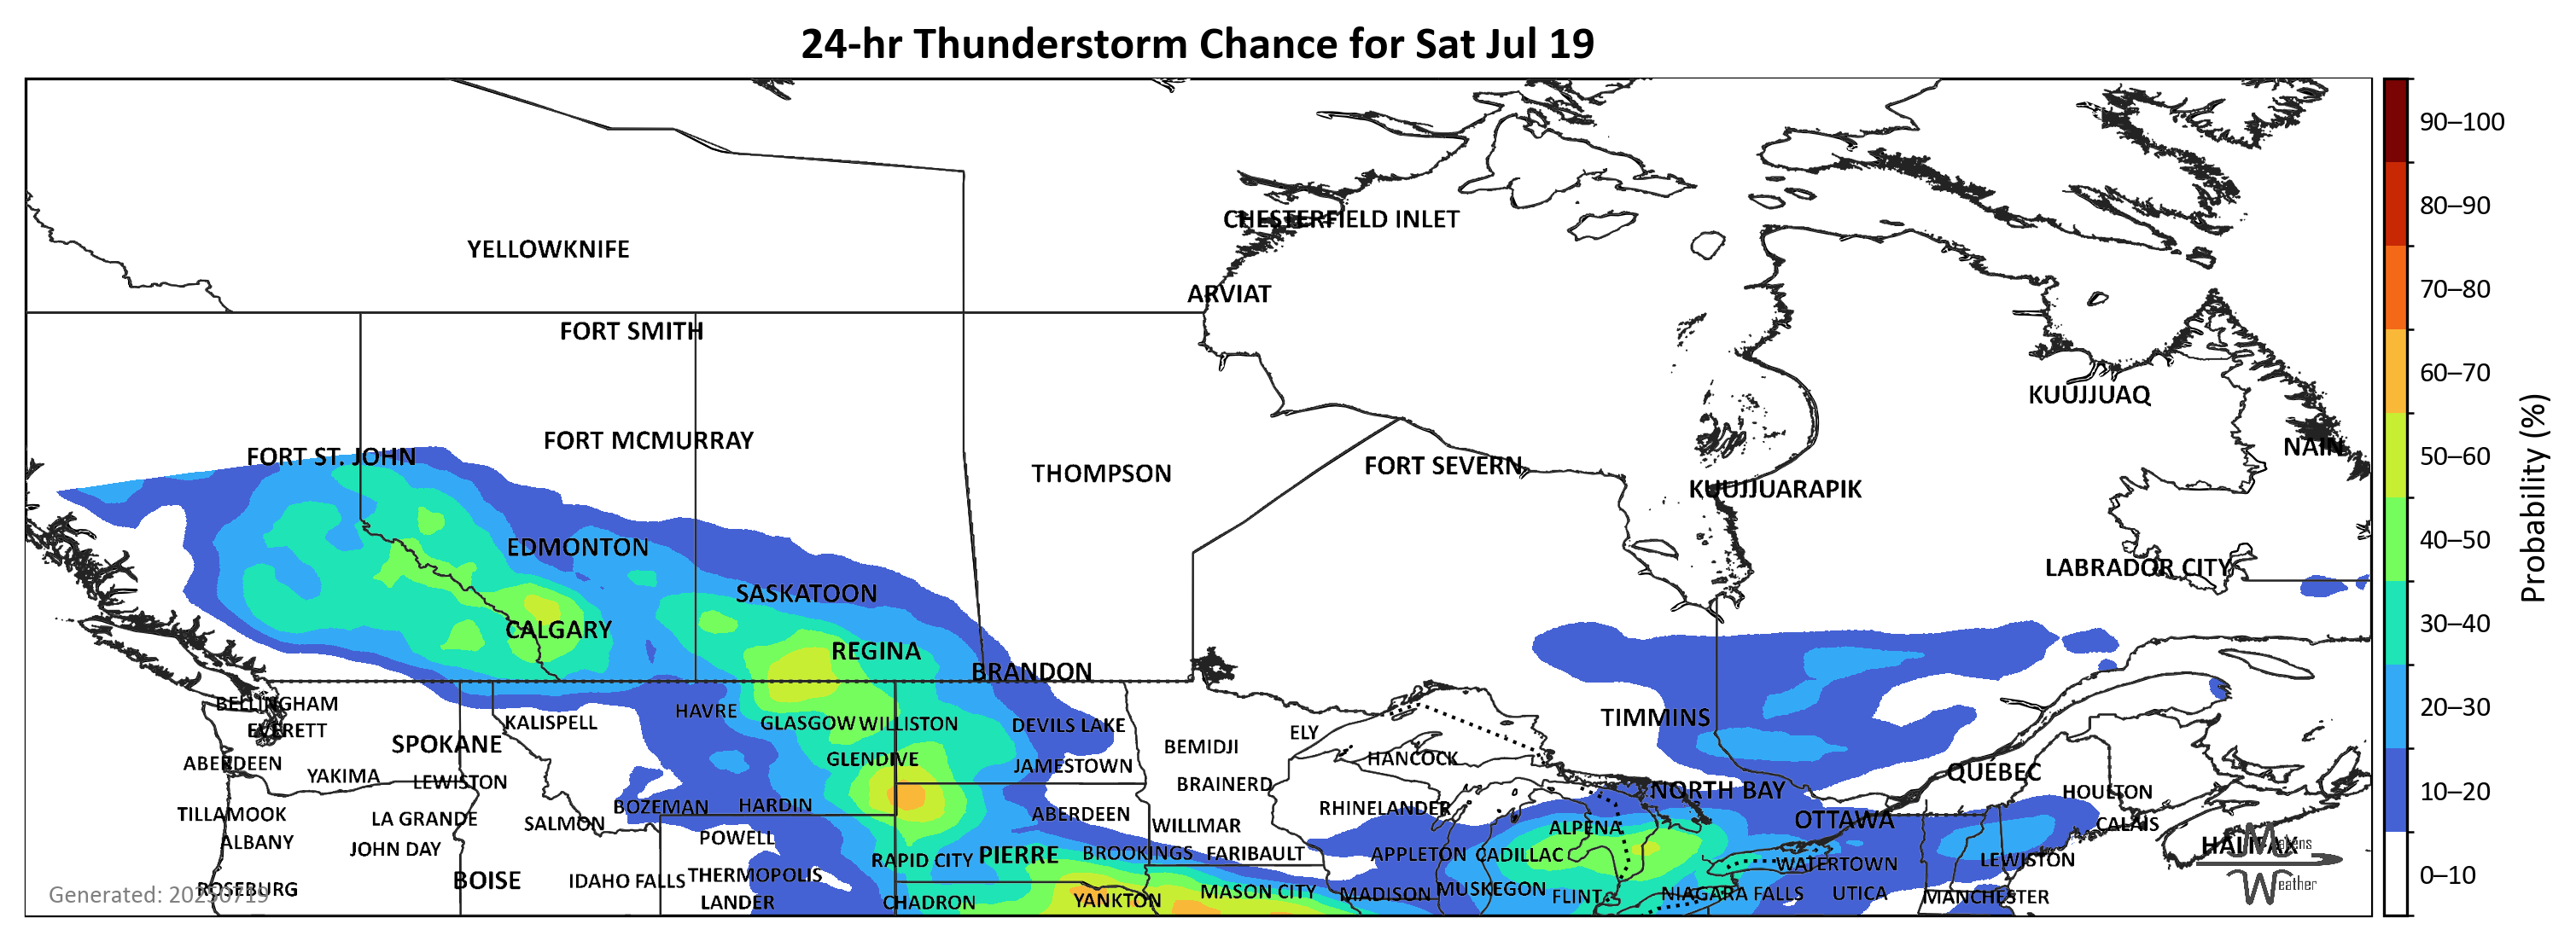 24-hr Thunderstorm Chance for Sat Jul 19
90–100
80–90
70–80
60–70
50–60
40–50
30–40
20–30
10–20
0–10
Probability (%)
CHESTERFIELD INLET
YELLOWKNIFE
ARVIAT
FORT SMITH
KUUJJUAQ
FORT MCMURRAY
NAIN
FORT ST. JOHN
FORT SEVERN
THOMPSON
KUUJJUARAPIK
EDMONTON
LABRADOR CITY
SASKATOON
CALGARY
REGINA
BRANDON
BELLINGHAM
HAVRE
TIMMINS
KALISPELL
GLASGOW
WILLISTON
DEVILS LAKE
EVERETT
ELY
SPOKANE
BEMIDJI
HANCOCK
GLENDIVE
ABERDEEN
JAMESTOWN
QUÉBEC
YAKIMA
LEWISTON
BRAINERD
NORTH BAY
HOULTON
BOZEMAN
HARDIN
RHINELANDER
TILLAMOOK
LA GRANDE
SALMON
ABERDEEN
WILLMAR
ALPENA
OTTAWA
CALAIS
ALBANY
JOHN DAY
POWELL
HALIFAX
RAPID CITY
PIERRE
BROOKINGS
FARIBAULT
APPLETON
CADILLAC
WATERTOWN
LEWISTON
BOISE
IDAHO FALLS
THERMOPOLIS
ROSEBURG
MASON CITY
MADISON
MUSKEGON
FLINT
NIAGARA FALLS
UTICA
MANCHESTER
LANDER
CHADRON
YANKTON
Generated: 20250719
Weather